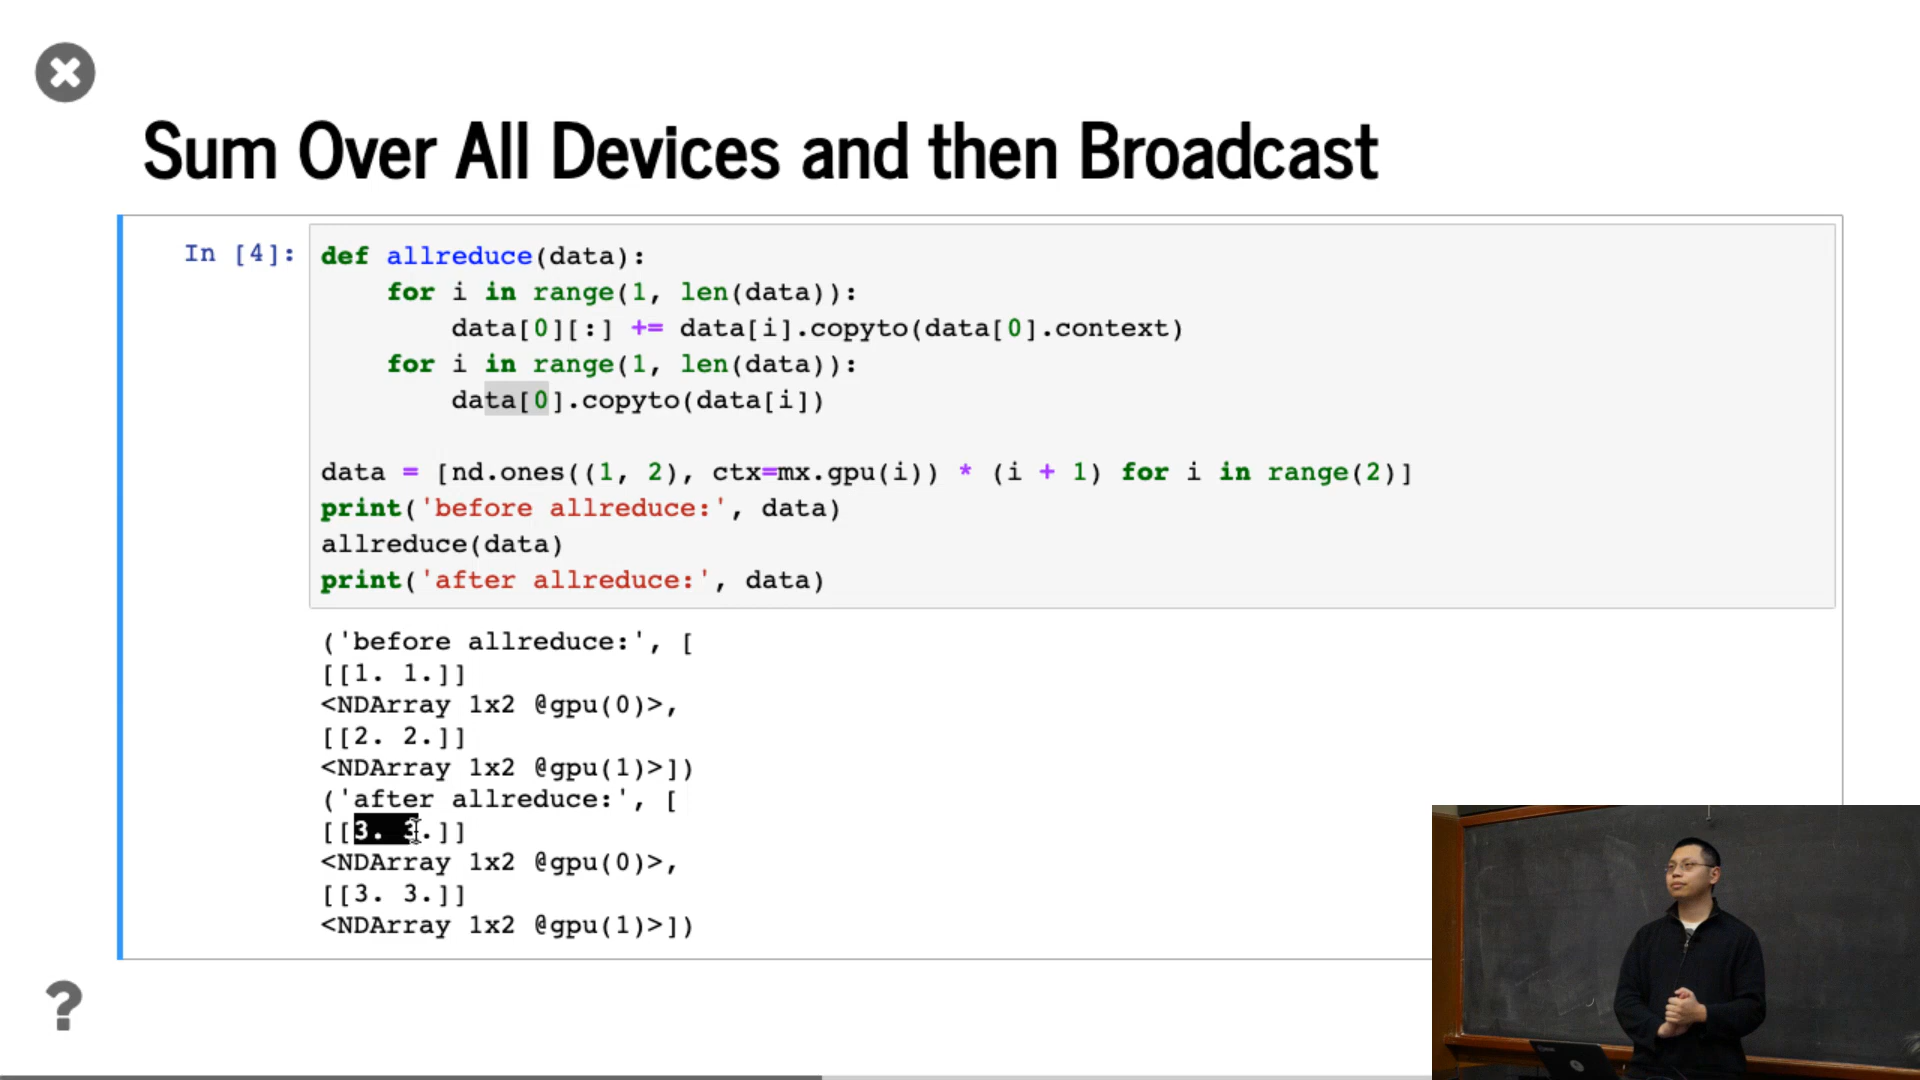 Sum Over All Devices and then Broadcast
In [4]:
def allreduce(data):
    for i in range(1, len(data)):
        data[0][:] += data[i].copyto(data[0].context)
    for i in range(1, len(data)):
        data[0].copyto(data[i])
data = [nd.ones((1, 2), ctx=mx.gpu(i)) * (i + 1) for i in range(2)]
print('before allreduce:', data)
allreduce(data)
print('after allreduce:', data)
('before allreduce:', [
[[1. 1.]]
<NDArray 1x2 @gpu(0)>,
[[2. 2.]]
<NDArray 1x2 @gpu(1)>])
('after allreduce:', [
[[3. 3.]]
<NDArray 1x2 @gpu(0)>,
[[3. 3.]]
<NDArray 1x2 @gpu(1)>])
?